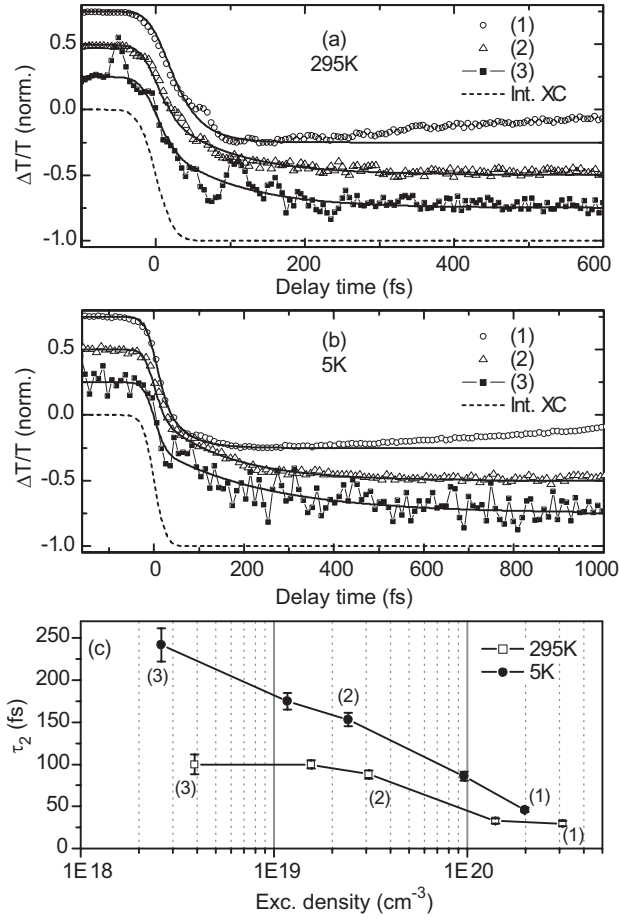 (a)
295K
(1)
(2)
(3)
Int. XC
ΔT/T (norm.)
0.5
0.0
-0.5
-1.0
0 200 400 600
Delay time (fs)
(b)
5K
(1)
(2)
(3)
Int. XC
ΔT/T (norm.)
0.5
0.0
-0.5
-1.0
0 200 400 600 800 1000
Delay time (fs)
(c)
295K
5K
τ2 (fs)
250
200
150
100
50
0
(3)
(2)
(1)
(3)
(2)
(1)
1E18 1E19 1E20
Exc. density (cm-3)